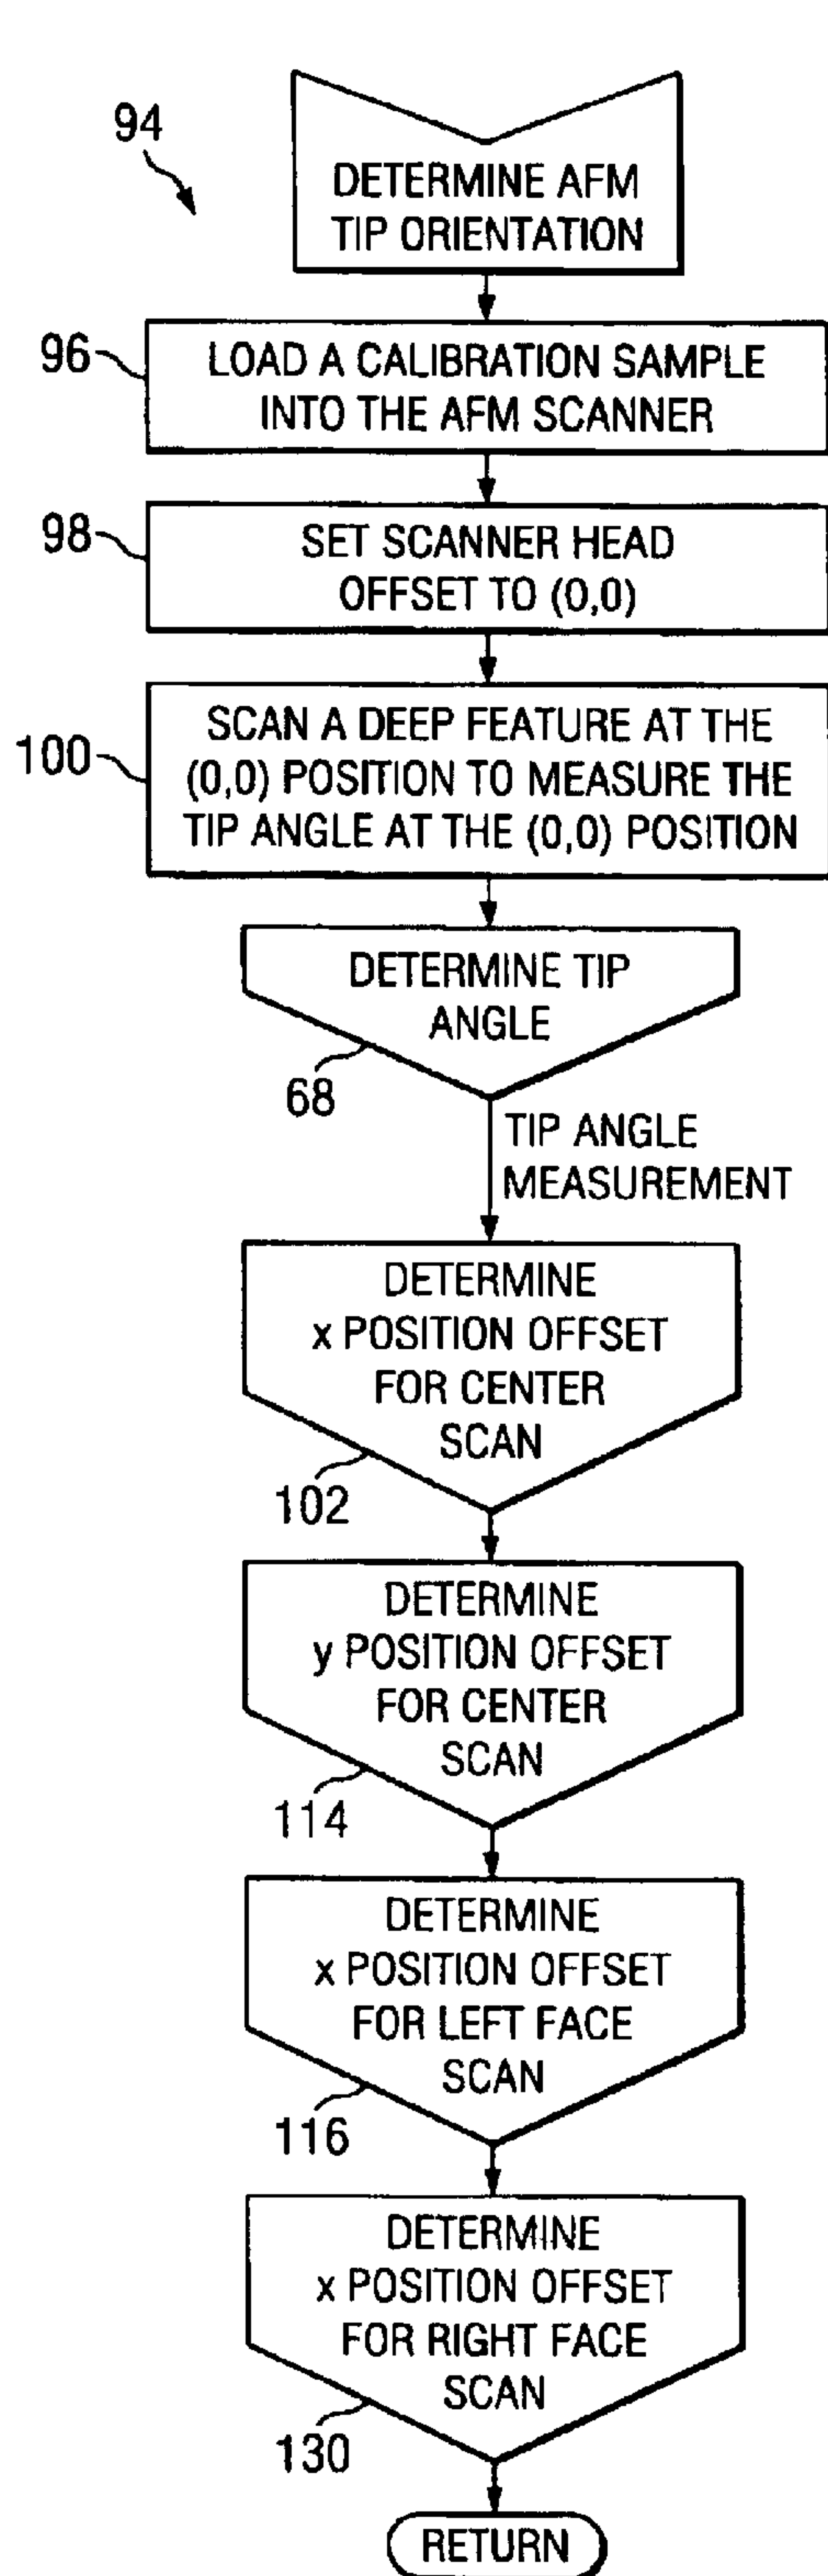 94
DETERMINE AFM
TIP ORIENTATION
96
LOAD A CALIBRATION SAMPLE
INTO THE AFM SCANNER
98
SET SCANNER HEAD
OFFSET TO (0,0)
100
SCAN A DEEP FEATURE AT THE
(0,0) POSITION TO MEASURE THE
TIP ANGLE AT THE (0,0) POSITION
DETERMINE TIP
ANGLE
68
TIP ANGLE
MEASUREMENT
DETERMINE
x POSITION OFFSET
FOR CENTER
SCAN
102
DETERMINE
y POSITION OFFSET
FOR CENTER
SCAN
114
DETERMINE
x POSITION OFFSET
FOR LEFT FACE
SCAN
116
DETERMINE
x POSITION OFFSET
FOR RIGHT FACE
SCAN
130
RETURN